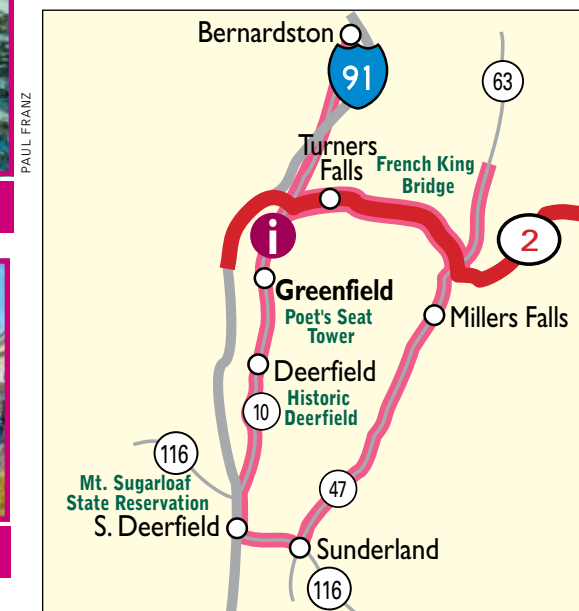 PAUL FRANZ
Bernardston
91
63
Turners
Falls
French King
Bridge
2
i
Greenfield
Poet's Seat
Tower
Millers Falls
Deerfield
Historic
Deerfield
10
116
Mt. Sugarloaf
State Reservation
47
S. Deerfield
Sunderland
116